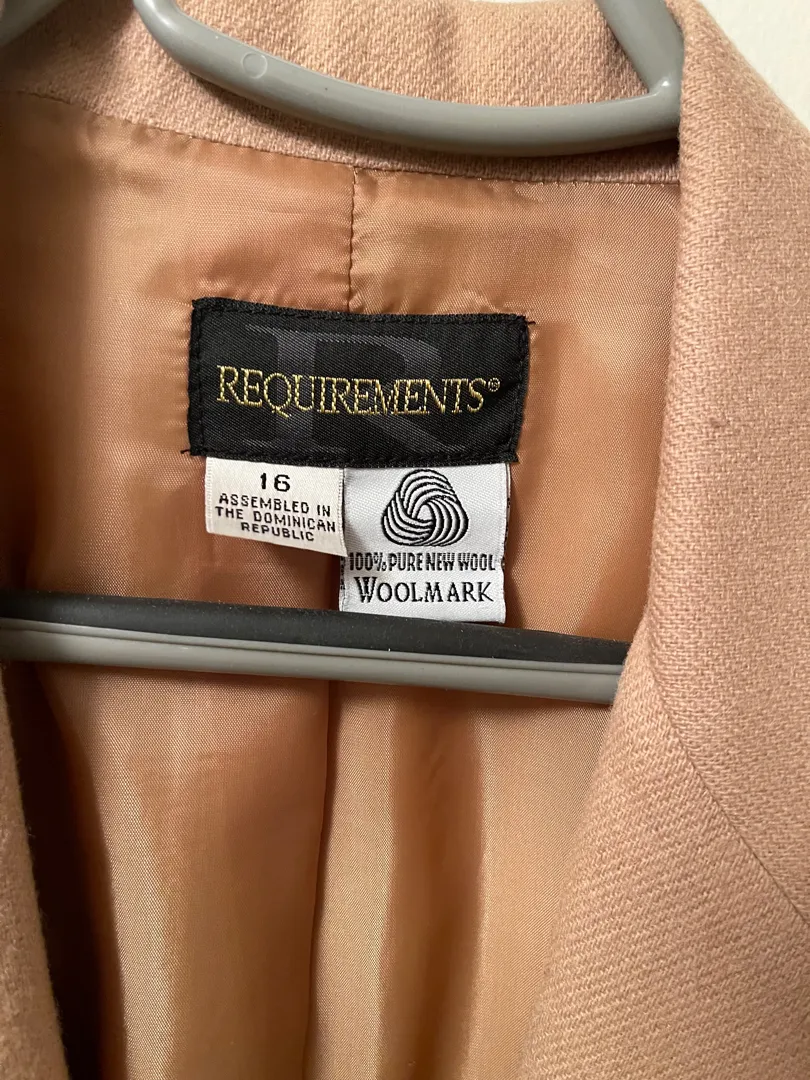 REQUIREMENTS®
16
ASSEMBLED IN
THE DOMINICAN
REPUBLIC
100% PURE NEW WOOL
WOOLMARK